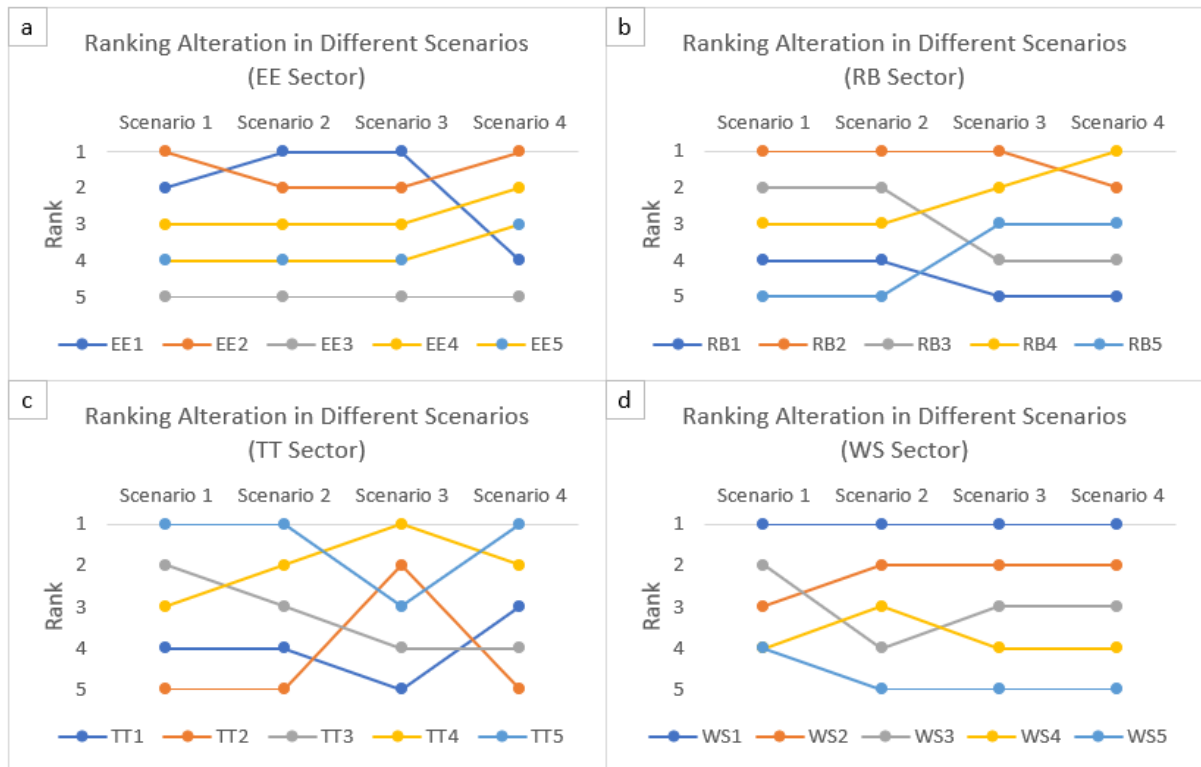 a
Ranking Alteration in Different Scenarios
(EE Sector)
Scenario 1 Scenario 2 Scenario 3 Scenario 4
1
2
3
4
5
Rank
EE1 EE2 EE3 EE4 EE5
b
Ranking Alteration in Different Scenarios
(RB Sector)
Scenario 1 Scenario 2 Scenario 3 Scenario 4
1
2
3
4
5
Rank
RB1 RB2 RB3 RB4 RB5
c
Ranking Alteration in Different Scenarios
(TT Sector)
Scenario 1 Scenario 2 Scenario 3 Scenario 4
1
2
3
4
5
Rank
TT1 TT2 TT3 TT4 TT5
d
Ranking Alteration in Different Scenarios
(WS Sector)
Scenario 1 Scenario 2 Scenario 3 Scenario 4
1
2
3
4
5
Rank
WS1 WS2 WS3 WS4 WS5